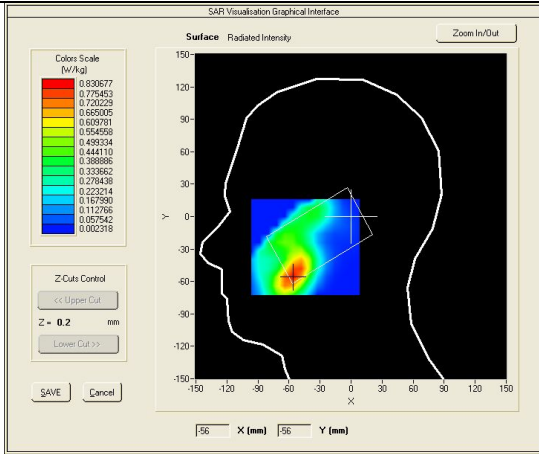 SAR Visualisation Graphical Interface
Surface Radiated Intensity
Zoom In/Out
Colors Scale
(W/kg)
0.830677
0.775453
0.720229
0.665005
0.609781
0.554558
0.499334
0.444110
0.388886
0.333662
0.278438
0.223214
0.167990
0.112766
0.057542
0.002318
Z-Cuts Control
<< Upper Cut
Z = 0.2 mm
Lower Cut >>
SAVE Cancel
150-
120-
90-
60-
30-
0-
-30-
-60-
-90-
-120-
-150-
Y
-150 -120 -90 -60 -30 0 30 60 90 120 150
X
-56 X (mm) -56 Y (mm)